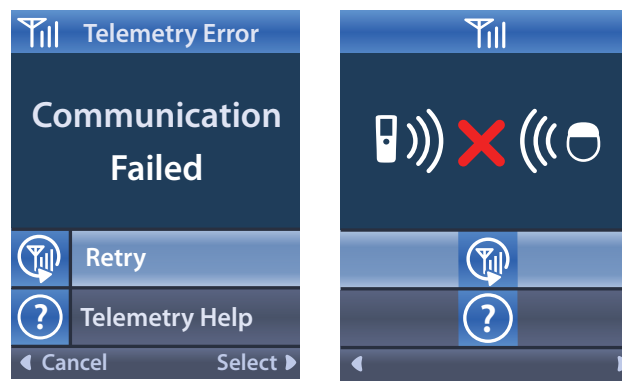 Telemetry Error
Communication
Failed
Retry
? Telemetry Help
Cancel Select
?